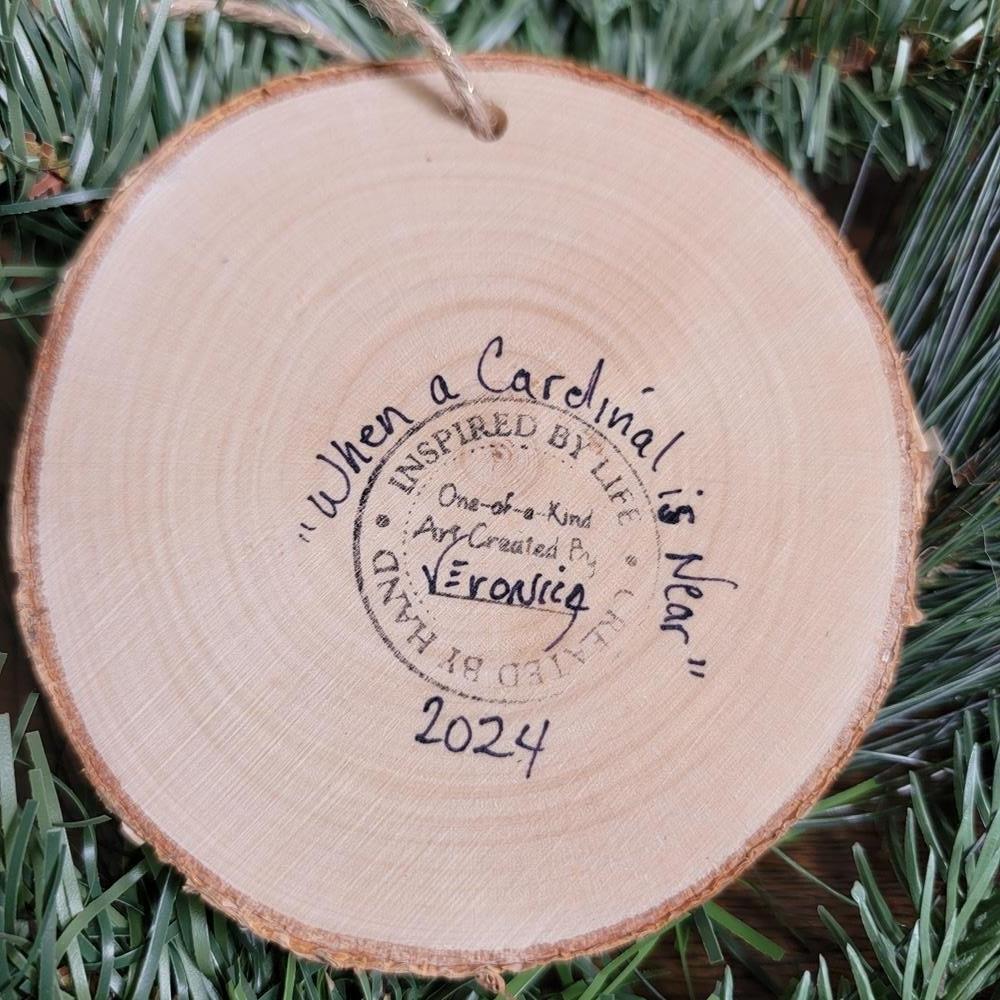 "When a Cardinal is Near"
INSPIRED BY LIFE
One-of-a-Kind
Art Created By
VEronica
CREATED BY HAND
2024